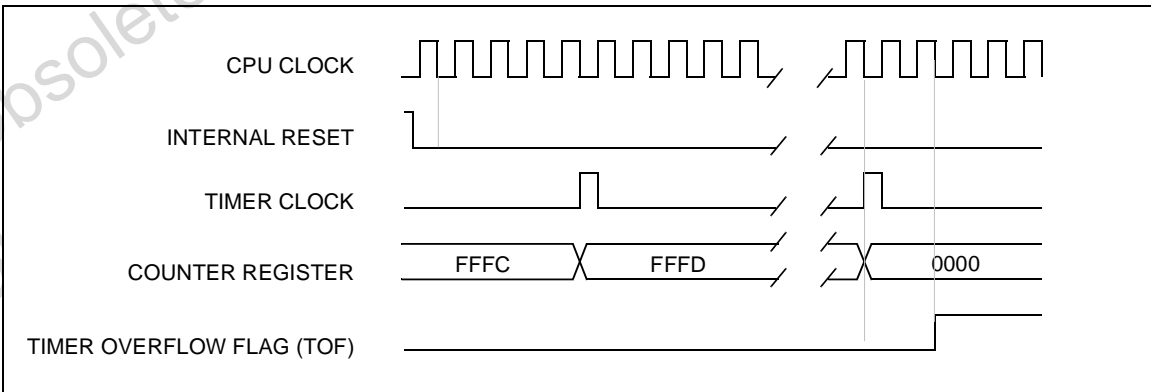 CPU CLOCK
INTERNAL RESET
TIMER CLOCK
COUNTER REGISTER
FFFC
FFFD
0000
TIMER OVERFLOW FLAG (TOF)